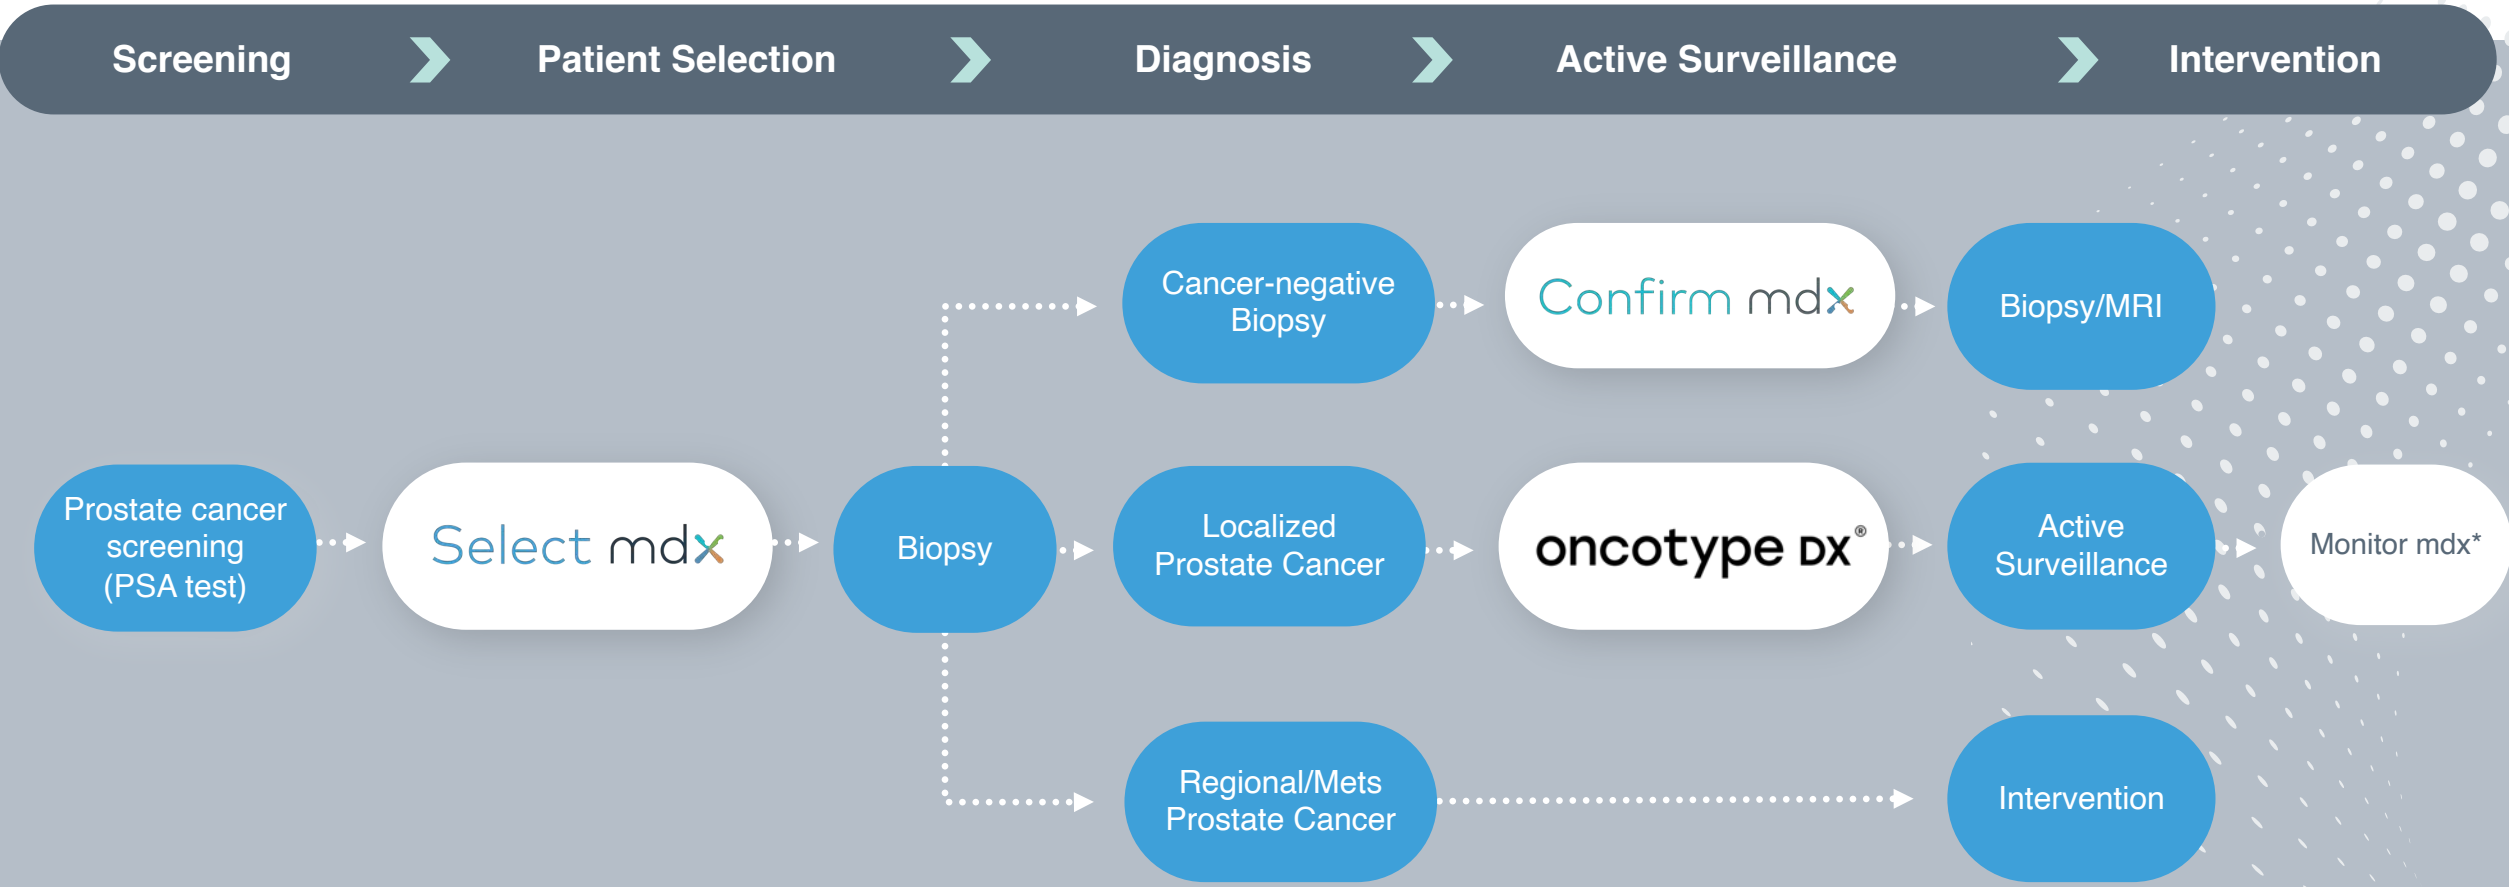 Screening
Patient Selection
Diagnosis
Active Surveillance
Intervention
Prostate cancer
screening
(PSA test)
Select mdx
Biopsy
Cancer-negative
Biopsy
Confirm mdx
Biopsy/MRI
Localized
Prostate Cancer
oncotype DX®
Active
Surveillance
Monitor mdx*
Regional/Mets
Prostate Cancer
Intervention